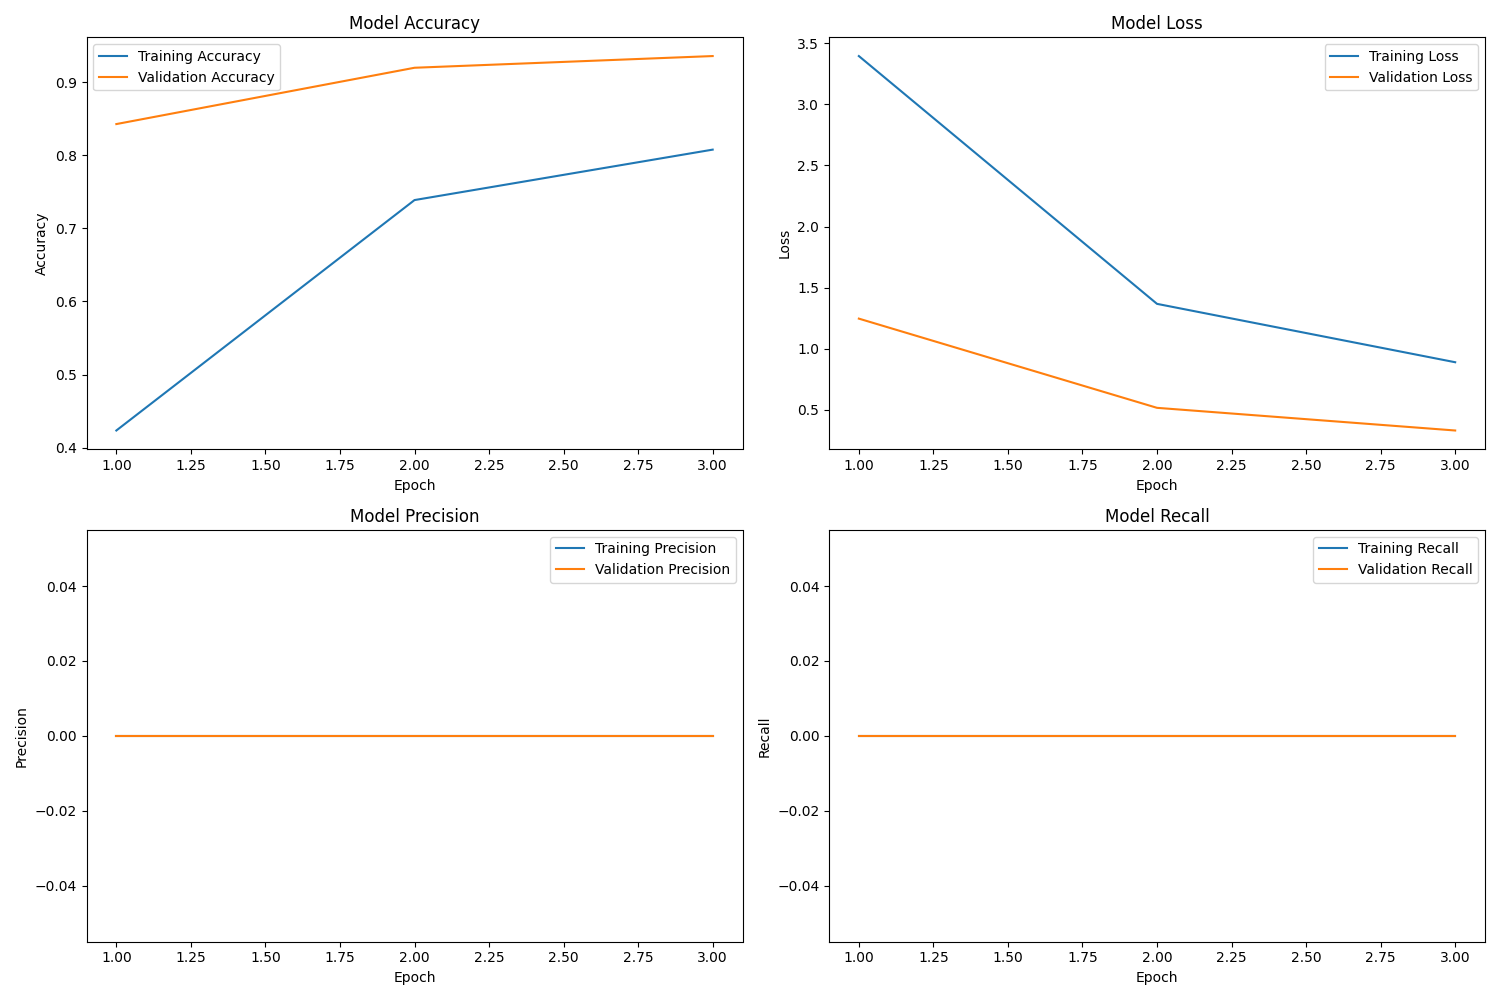 Model Accuracy
Training Accuracy
Validation Accuracy
0.9
0.8
0.7
0.6
0.5
0.4
Accuracy
1.00 1.25 1.50 1.75 2.00 2.25 2.50 2.75 3.00
Epoch
Model Loss
Training Loss
Validation Loss
3.5
3.0
2.5
2.0
1.5
1.0
0.5
Loss
1.00 1.25 1.50 1.75 2.00 2.25 2.50 2.75 3.00
Epoch
Model Precision
Training Precision
Validation Precision
0.04
0.02
0.00
−0.02
−0.04
Precision
1.00 1.25 1.50 1.75 2.00 2.25 2.50 2.75 3.00
Epoch
Model Recall
Training Recall
Validation Recall
0.04
0.02
0.00
−0.02
−0.04
Recall
1.00 1.25 1.50 1.75 2.00 2.25 2.50 2.75 3.00
Epoch